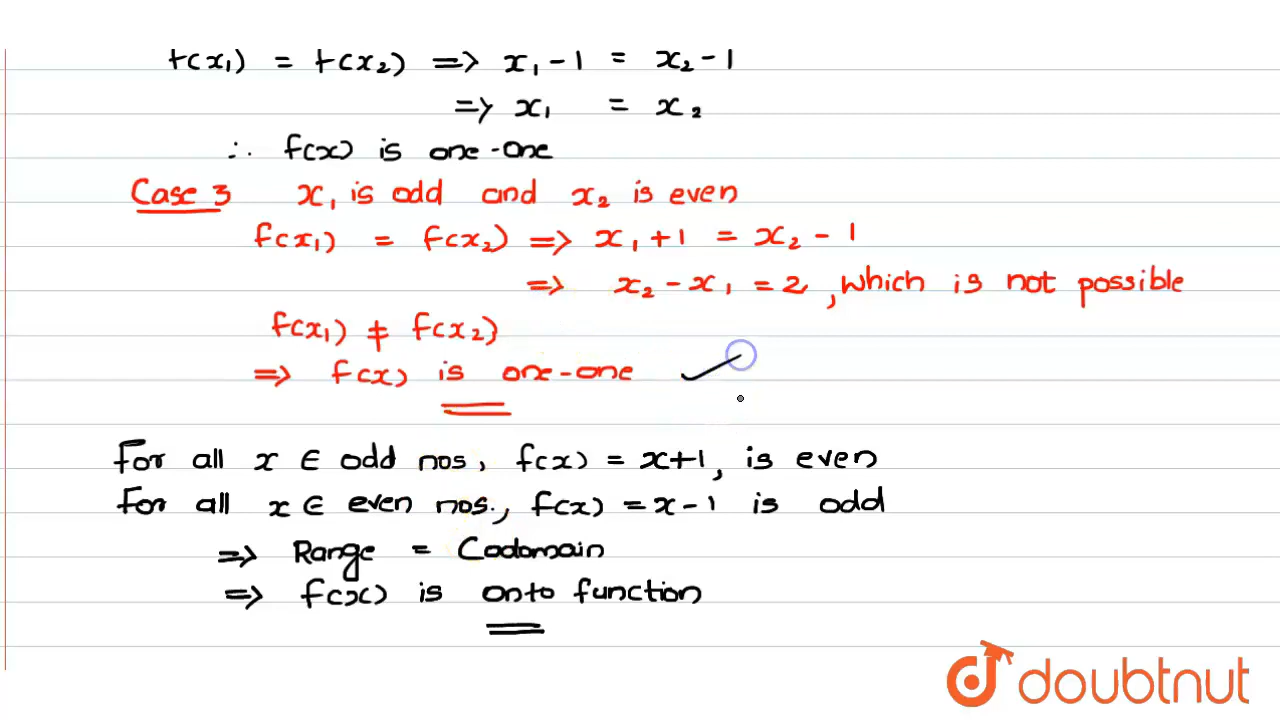 f(x₁) = f(x₂) => x₁ - 1 = x₂ - 1
=> x₁ = x₂
∴ f(x) is one-one
Case 3 x₁ is odd and x₂ is even
f(x₁) = f(x₂) => x₁ + 1 = x₂ - 1
=> x₂ - x₁ = 2, which is not possible
f(x₁) ≠ f(x₂)
=> f(x) is one-one ✓
For all x ∈ odd nos, f(x) = x+1, is even
For all x ∈ even nos., f(x) = x-1 is odd
=> Range = Codomain
=> f(x) is onto function
doubtnut